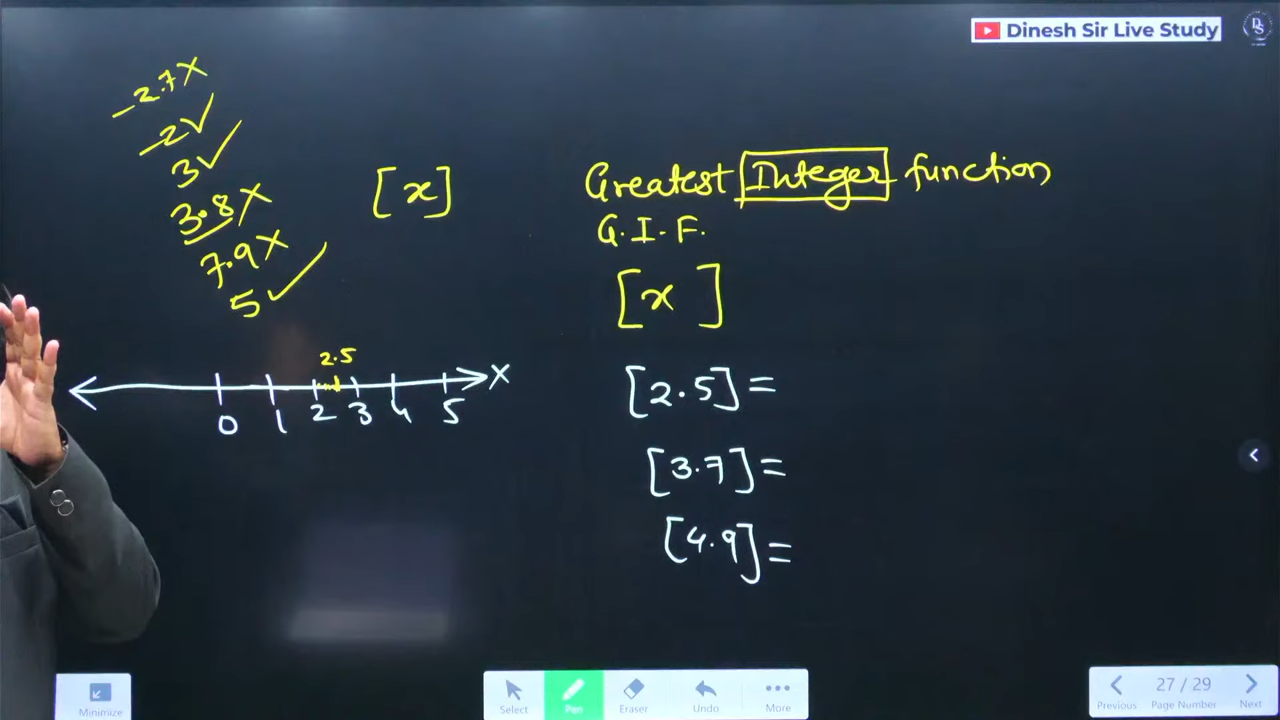 Dinesh Sir Live Study
DS
-2.7 X
-2 ✓
3 ✓
3.8 X
7.9 X
5 ✓
[x]
Greatest Integer function
G.I.F.
[x ]
2.5
X
0 1 2 3 4 5
[2.5] =
[3.7] =
[4.9] =
Minimize
Select
Pen
Eraser
Undo
More
Previous
27 / 29
Page Number
Next